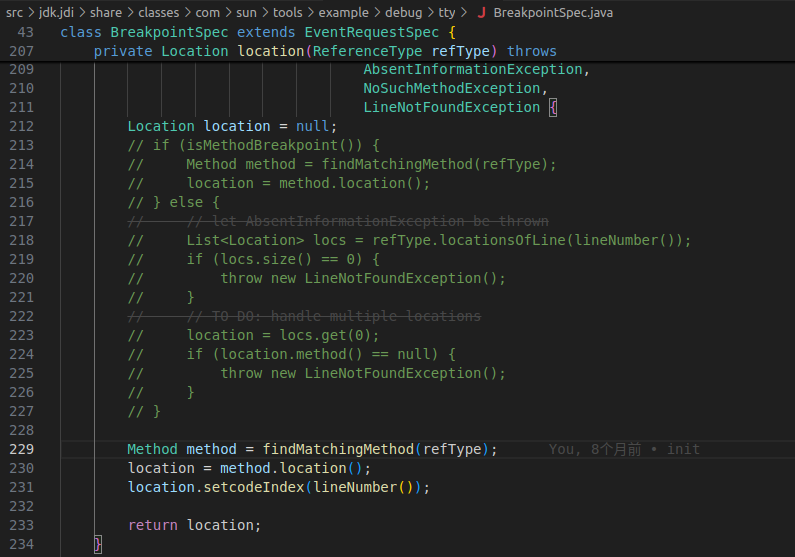 src > jdk.jdi > share > classes > com > sun > tools > example > debug > tty > J BreakpointSpec.java
43 class BreakpointSpec extends EventRequestSpec {
207 private Location location(ReferenceType refType) throws
209 AbsentInformationException,
210 NoSuchMethodException,
211 LineNotFoundException {
212 Location location = null;
213 // if (isMethodBreakpoint()) {
214 //     Method method = findMatchingMethod(refType);
215 //     location = method.location();
216 // } else {
217 //     // let AbsentInformationException be thrown
218 //     List<Location> locs = refType.locationsOfLine(lineNumber());
219 //     if (locs.size() == 0) {
220 //         throw new LineNotFoundException();
221 //     }
222 //     // TO DO: handle multiple locations
223 //     location = locs.get(0);
224 //     if (location.method() == null) {
225 //         throw new LineNotFoundException();
226 //     }
227 // }
228
229 Method method = findMatchingMethod(refType); You, 8个月前 • init
230 location = method.location();
231 location.setcodeIndex(lineNumber());
232
233 return location;
234 }